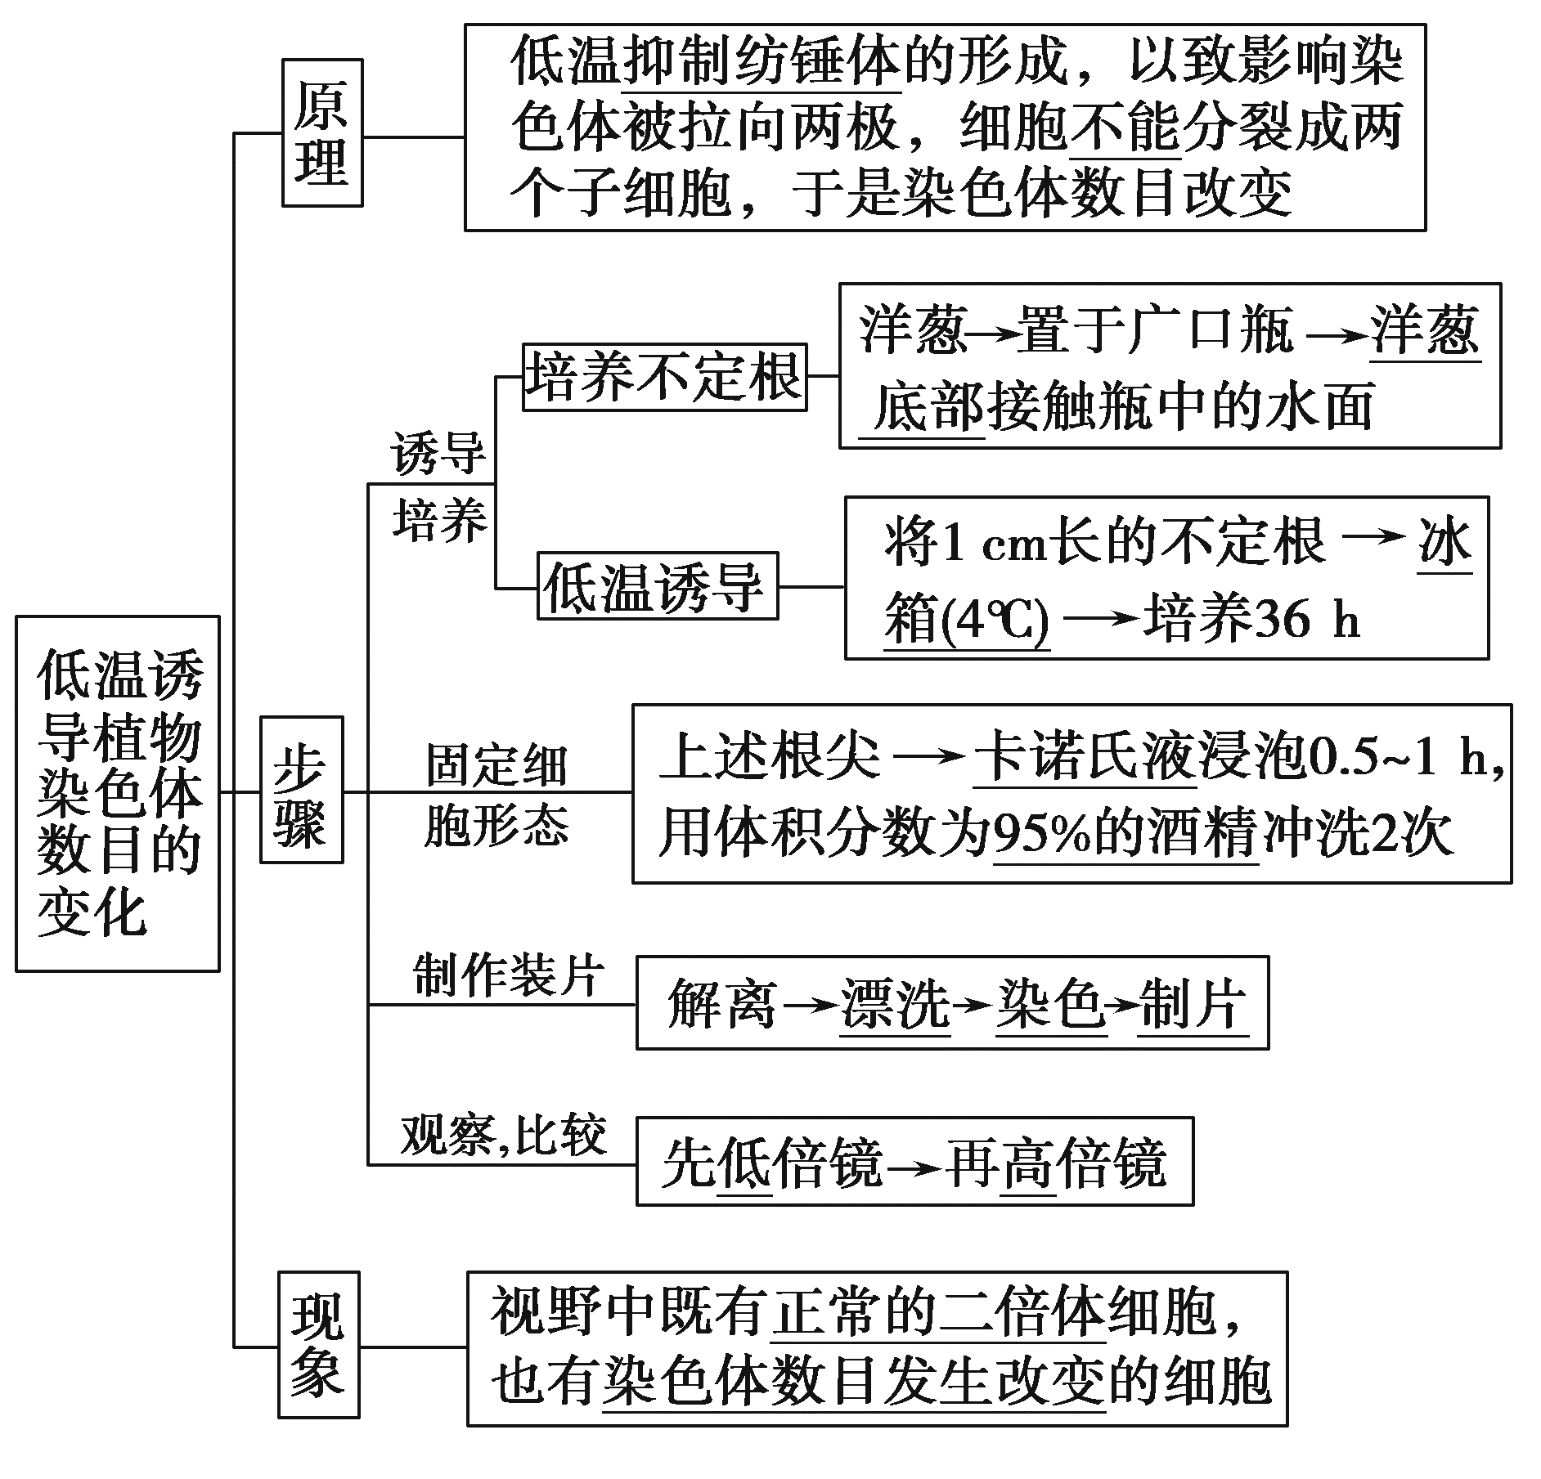 低温诱
导植物
染色体
数目的
变化
原
理
低温抑制纺锤体的形成，以致影响染
色体被拉向两极，细胞不能分裂成两
个子细胞，于是染色体数目改变
步
骤
诱导
培养
培养不定根
洋葱→置于广口瓶→洋葱
底部接触瓶中的水面
低温诱导
将1 cm长的不定根→冰
箱(4℃)→培养36 h
固定细
胞形态
上述根尖→卡诺氏液浸泡0.5~1 h,
用体积分数为95%的酒精冲洗2次
制作装片
解离→漂洗→染色→制片
观察,比较
先低倍镜→再高倍镜
现
象
视野中既有正常的二倍体细胞，
也有染色体数目发生改变的细胞